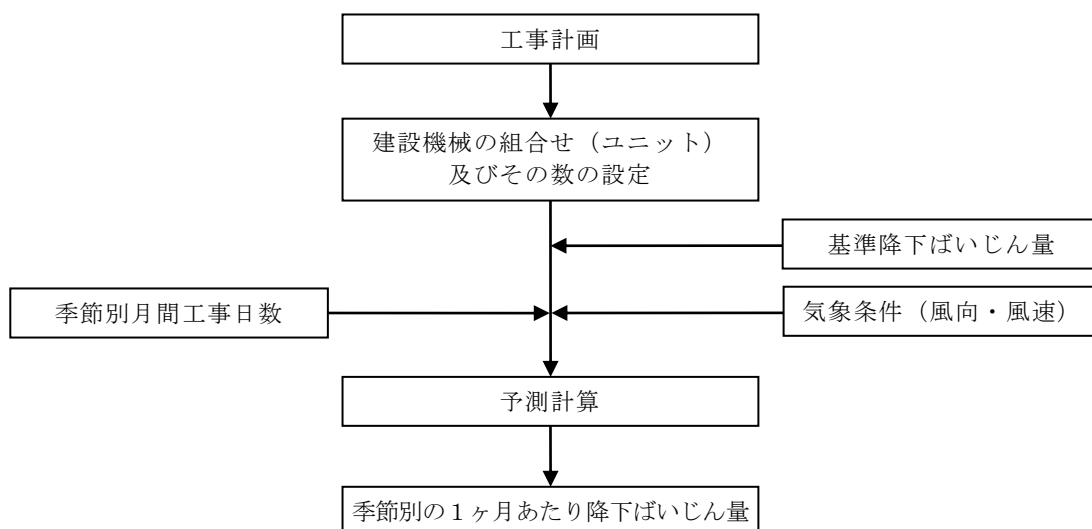 工事計画
建設機械の組合せ（ユニット）
及びその数の設定
基準降下ばいじん量
季節別月間工事日数
気象条件（風向・風速）
予測計算
季節別の１ヶ月あたり降下ばいじん量